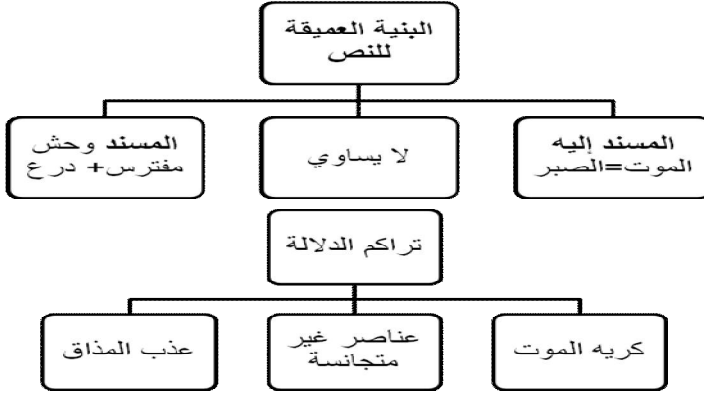 البنية العميقة
للنص
المسند إليه
الموت=الصبر
لا يساوي
المسند وحش
مفترس+ درع
تراكم الدلالة
كريه الموت
عناصر غير
متجانسة
عذب المذاق